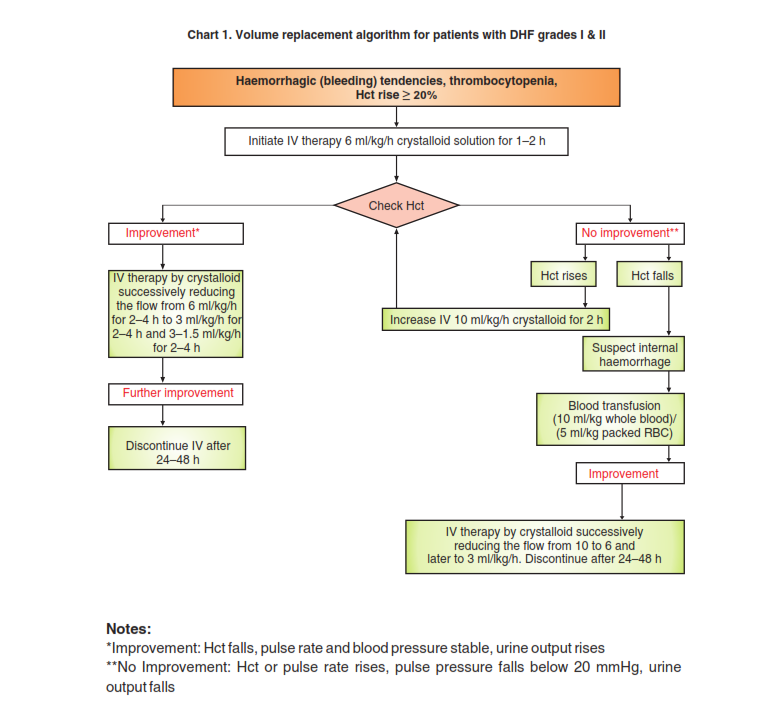 Chart 1. Volume replacement algorithm for patients with DHF grades I & II
Haemorrhagic (bleeding) tendencies, thrombocytopenia,
Hct rise ≥ 20%
Initiate IV therapy 6 ml/kg/h crystalloid solution for 1–2 h
Check Hct
Improvement*
IV therapy by crystalloid
successively reducing
the flow from 6 ml/kg/h
for 2–4 h to 3 ml/kg/h for
2–4 h and 3–1.5 ml/kg/h
for 2–4 h
Further improvement
Discontinue IV after
24–48 h
No improvement**
Hct rises
Hct falls
Increase IV 10 ml/kg/h crystalloid for 2 h
Suspect internal
haemorrhage
Blood transfusion
(10 ml/kg whole blood)/
(5 ml/kg packed RBC)
Improvement
IV therapy by crystalloid successively
reducing the flow from 10 to 6 and
later to 3 ml/lkg/h. Discontinue after 24–48 h
Notes:
*Improvement: Hct falls, pulse rate and blood pressure stable, urine output rises
**No Improvement: Hct or pulse rate rises, pulse pressure falls below 20 mmHg, urine
output falls